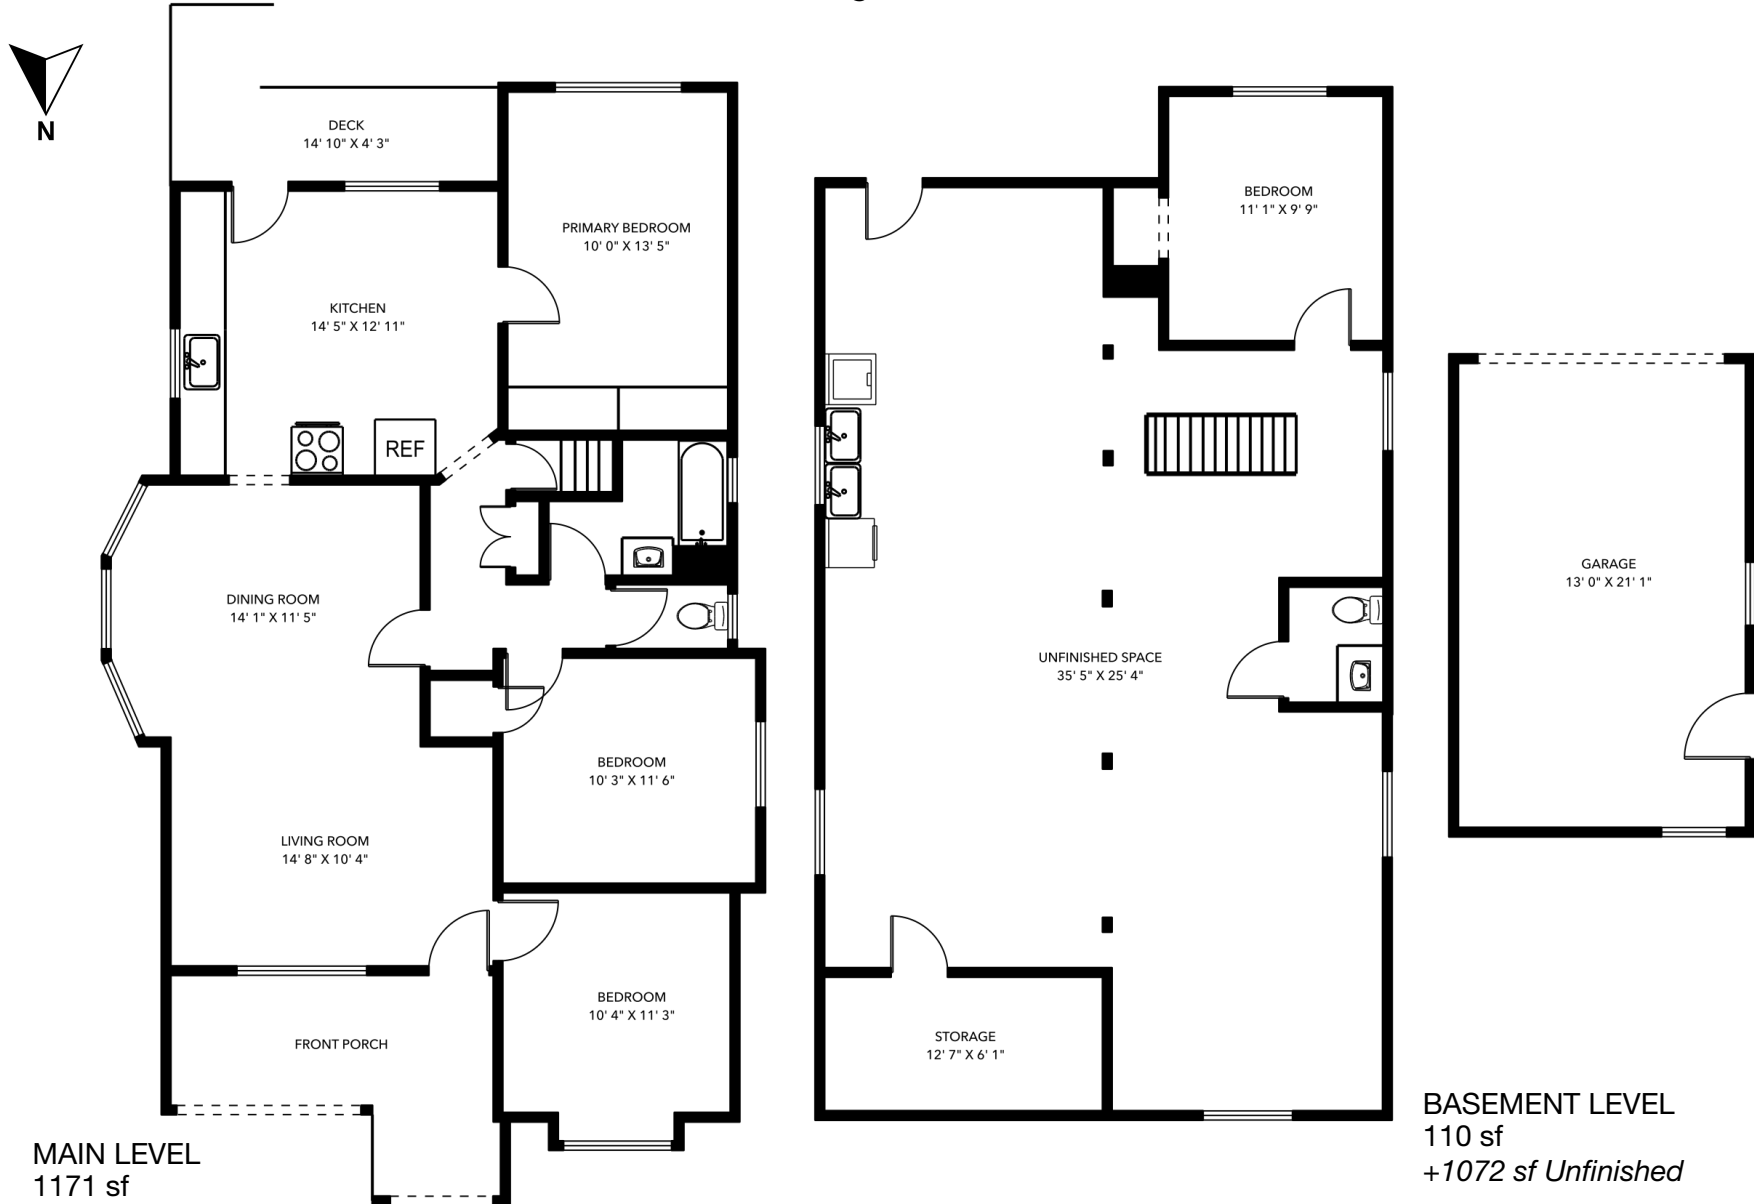 N
DECK
14' 10" X 4' 3"
PRIMARY BEDROOM
10' 0" X 13' 5"
KITCHEN
14' 5" X 12' 11"
REF
DINING ROOM
14' 1" X 11' 5"
BEDROOM
10' 3" X 11' 6"
LIVING ROOM
14' 8" X 10' 4"
BEDROOM
10' 4" X 11' 3"
FRONT PORCH
MAIN LEVEL
1171 sf
BEDROOM
11' 1" X 9' 9"
UNFINISHED SPACE
35' 5" X 25' 4"
STORAGE
12' 7" X 6' 1"
GARAGE
13' 0" X 21' 1"
BASEMENT LEVEL
110 sf
+1072 sf Unfinished